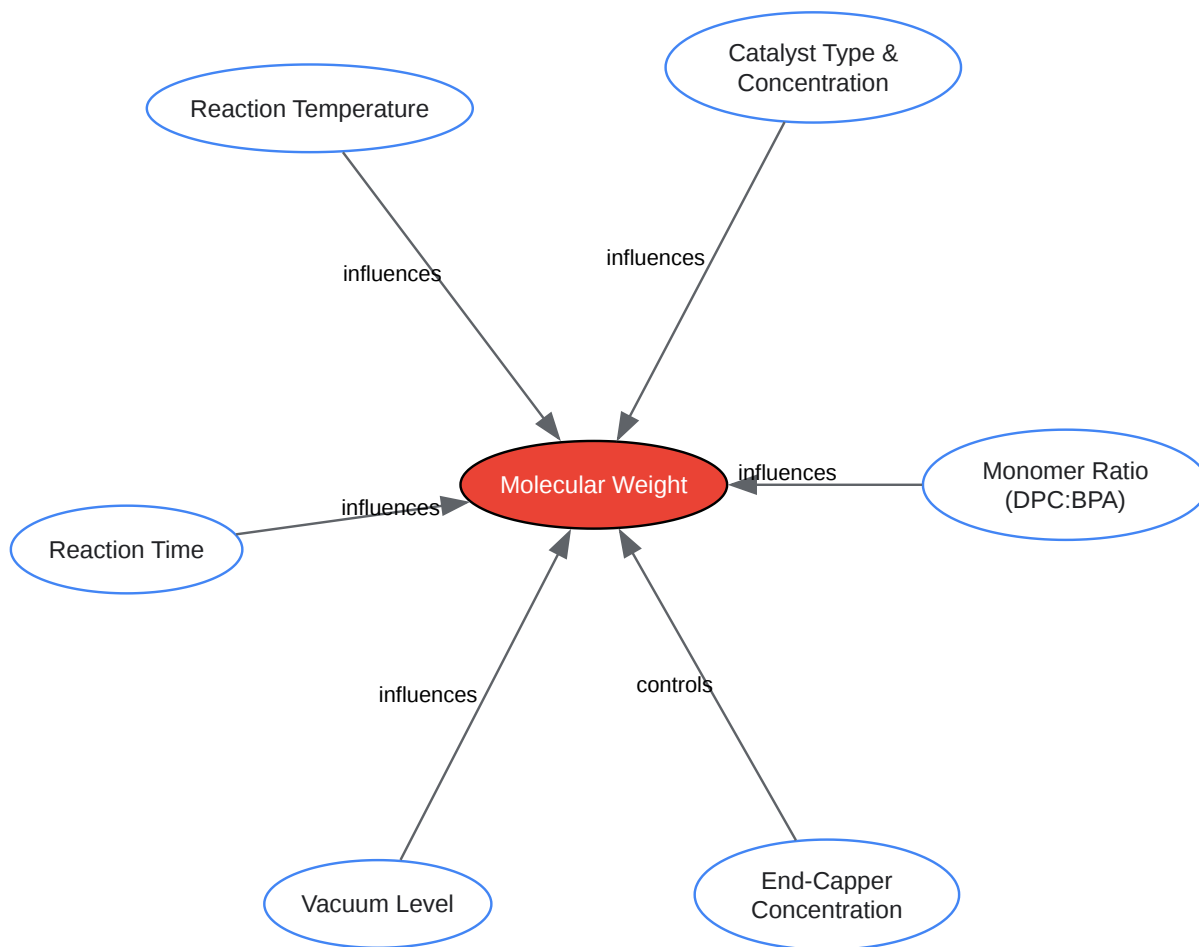 Catalyst Type &
Concentration
Reaction Temperature
influences
influences
Molecular Weight
influences
Monomer Ratio
(DPC:BPA)
influences
Reaction Time
influences
controls
End-Capper
Concentration
Vacuum Level